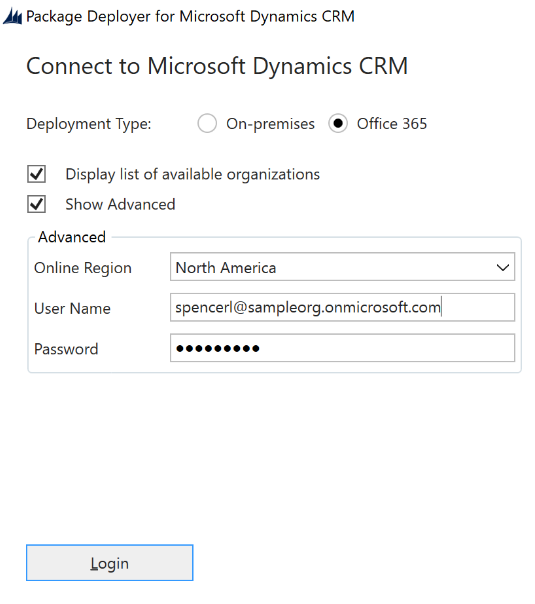 Package Deployer for Microsoft Dynamics CRM
Connect to Microsoft Dynamics CRM
Deployment Type: On-premises Office 365
Display list of available organizations
Show Advanced
Advanced
Online Region North America
User Name spencerl@sampleorg.onmicrosoft.com
Password ●●●●●●●●●
Login